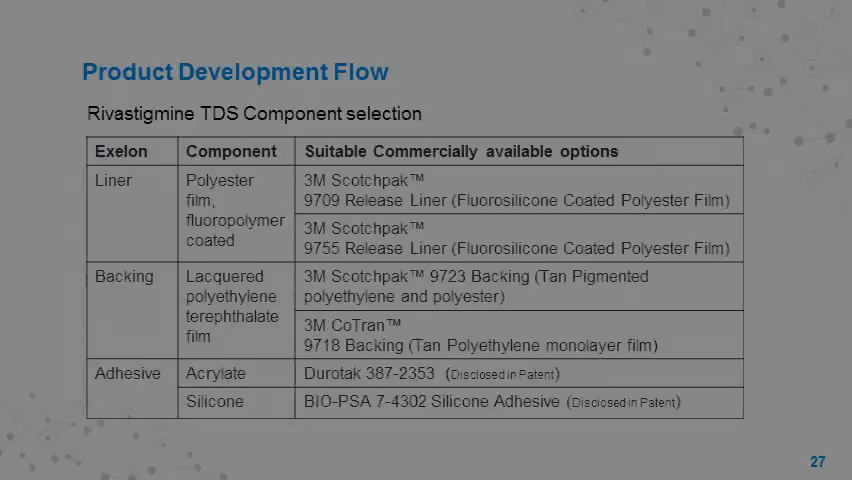 Product Development Flow
Rivastigmine TDS Component selection
Exelon Component Suitable Commercially available options
Liner
Polyester
film,
fluoropolymer
coated
3M Scotchpak™
9709 Release Liner (Fluorosilicone Coated Polyester Film)
3M Scotchpak™
9755 Release Liner (Fluorosilicone Coated Polyester Film)
Backing
Lacquered
polyethylene
terephthalate
film
3M Scotchpak™ 9723 Backing (Tan Pigmented
polyethylene and polyester)
3M CoTran™
9718 Backing (Tan Polyethylene monolayer film)
Adhesive Acrylate Durotak 387-2353 (Disclosed in Patent)
Silicone BIO-PSA 7-4302 Silicone Adhesive (Disclosed in Patent)
27